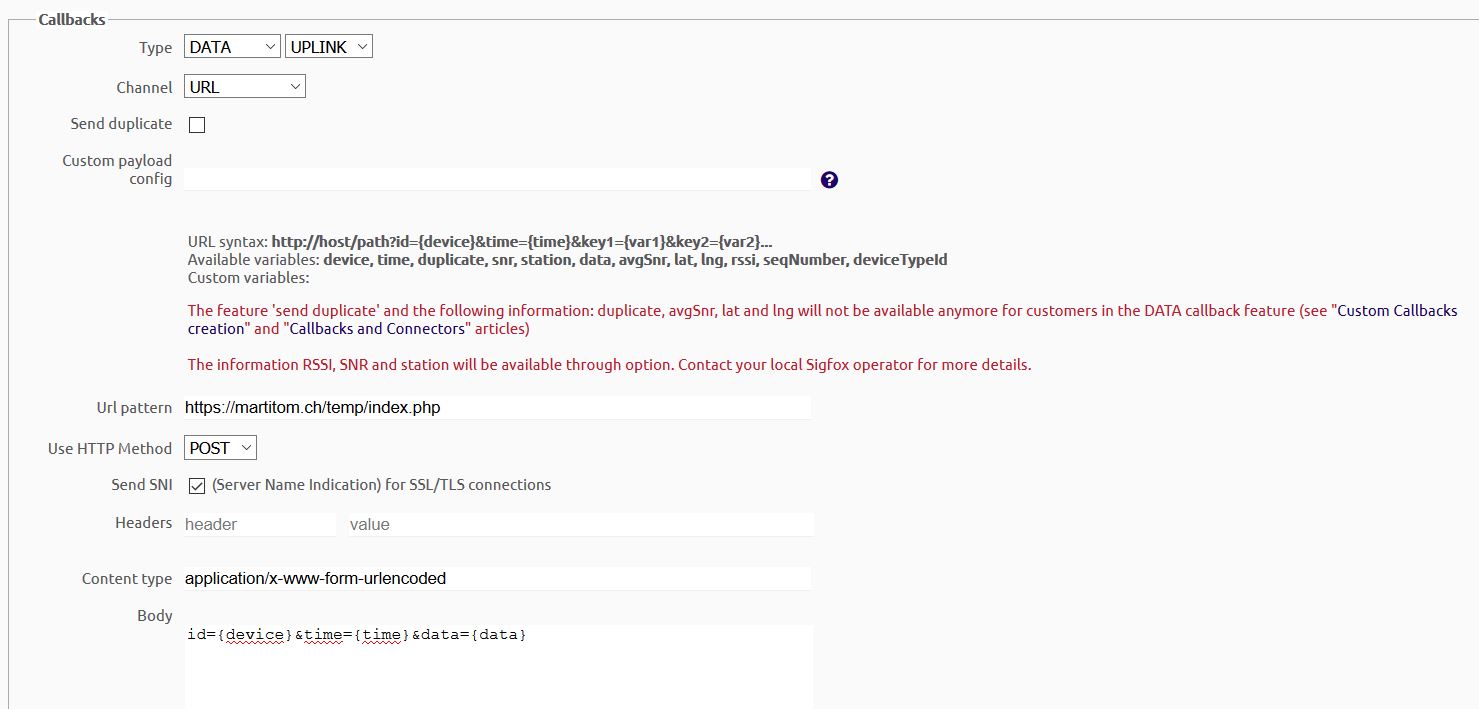 Callbacks
Type DATA UPLINK
Channel URL
Send duplicate
Custom payload
config
?
URL syntax: http://host/path?id={device}&time={time}&key1={var1}&key2={var2}...
Available variables: device, time, duplicate, snr, station, data, avgSnr, lat, lng, rssi, seqNumber, deviceTypeId
Custom variables:
The feature 'send duplicate' and the following information: duplicate, avgSnr, lat and lng will not be available anymore for customers in the DATA callback feature (see "Custom Callbacks
creation" and "Callbacks and Connectors" articles)
The information RSSI, SNR and station will be available through option. Contact your local Sigfox operator for more details.
Url pattern https://martitom.ch/temp/index.php
Use HTTP Method POST
Send SNI (Server Name Indication) for SSL/TLS connections
Headers header value
Content type application/x-www-form-urlencoded
Body
id={device}&time={time}&data={data}